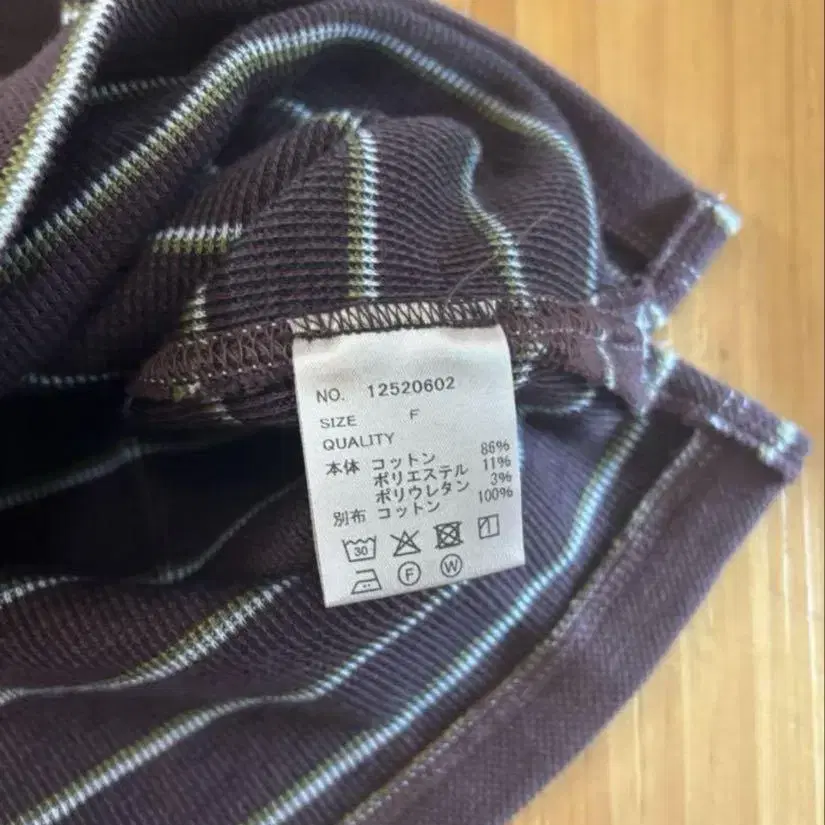 NO. 12520602
SIZE F
QUALITY
本体 コットン 86%
ポリエステル 11%
ポリウレタン 3%
別布 コットン 100%
30
F W